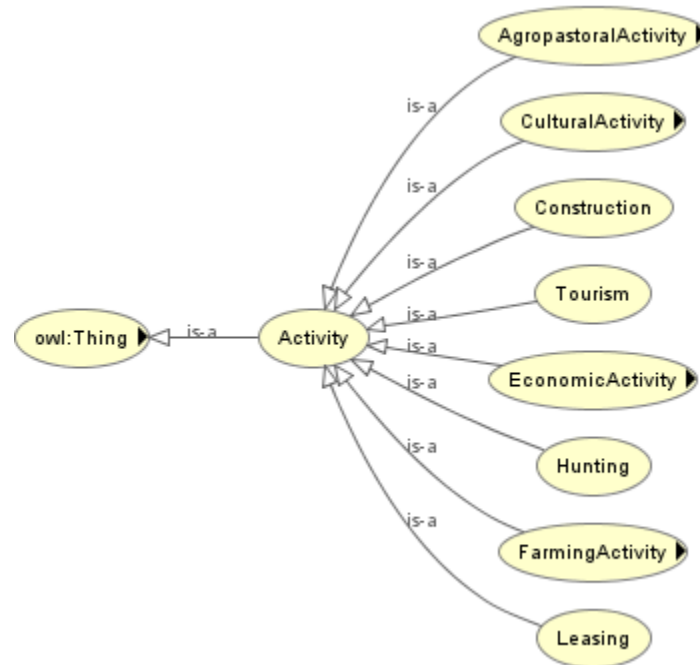 AgropastoralActivity
is-a
CulturalActivity
is-a
Construction
is-a
Tourism
is-a
owl:Thing
is-a
Activity
is-a
EconomicActivity
is-a
Hunting
is-a
FarmingActivity
is-a
Leasing